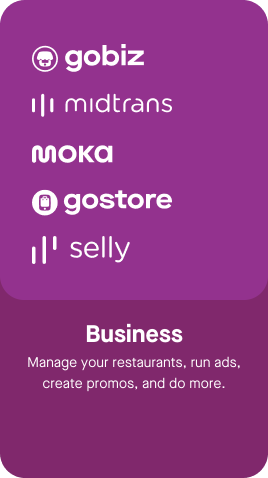 gobiz
midtrans
moka
gostore
selly
Business
Manage your restaurants, run ads,
create promos, and do more.